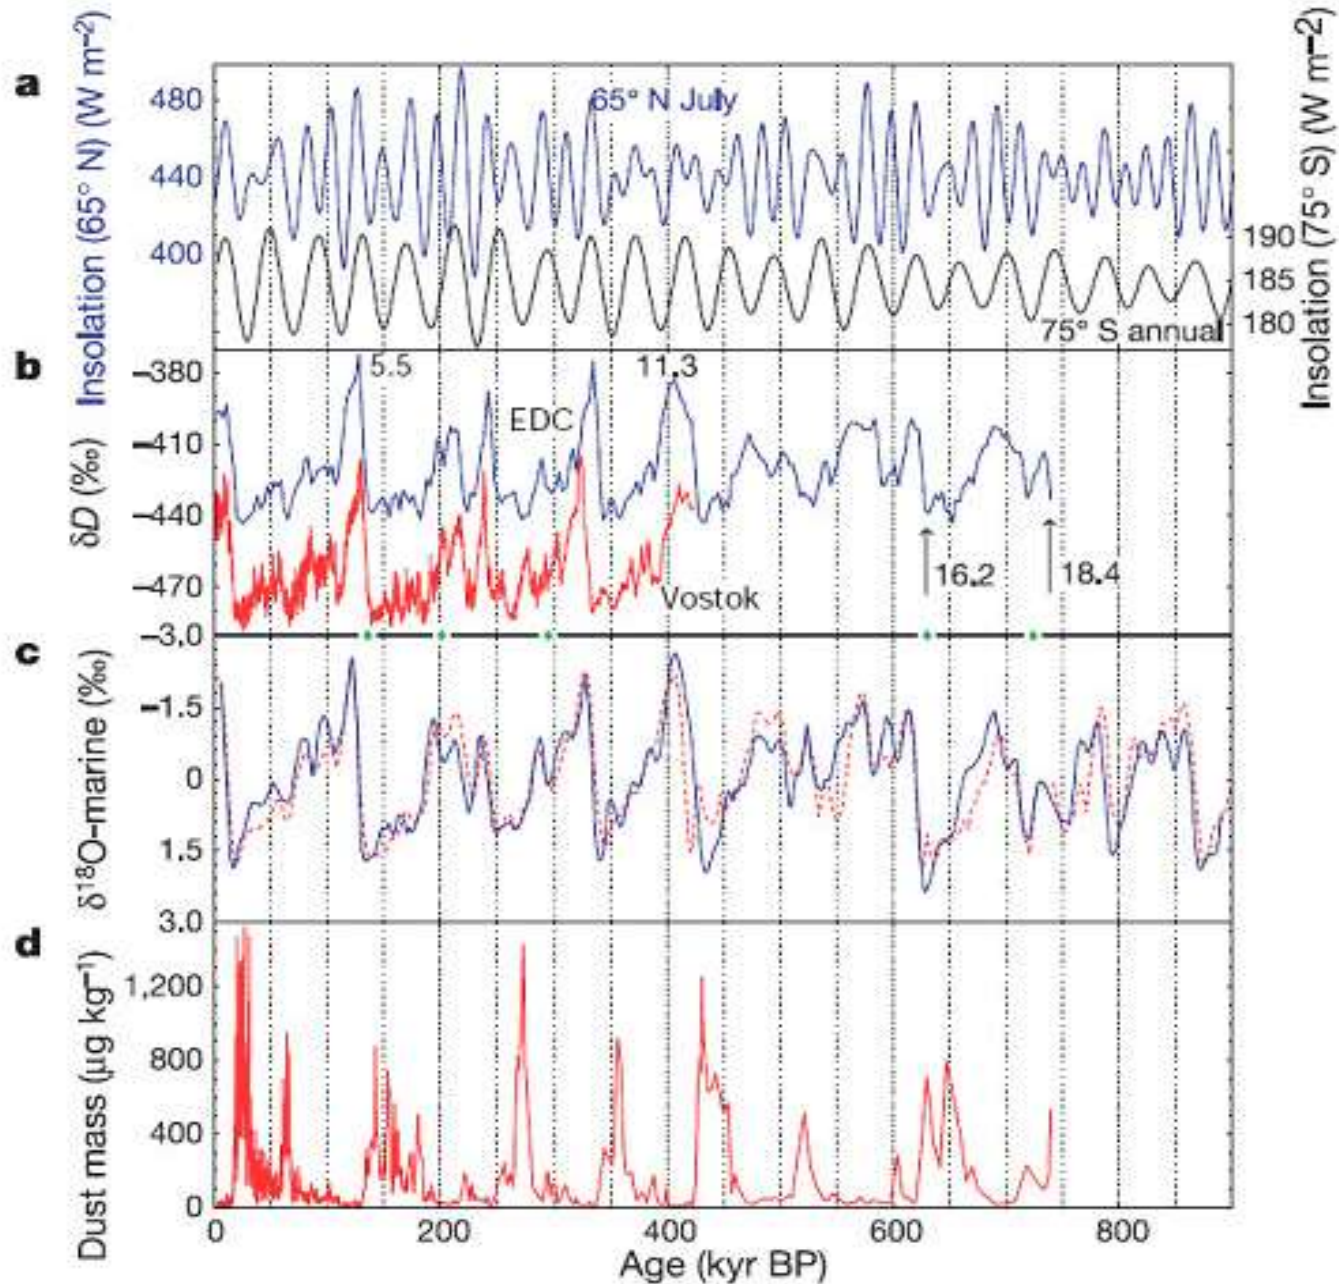 a
Insolation (65° N) (W m⁻²)
480
440
400
65° N July
Insolation (75° S) (W m−2)
190
185
180
75° S annual
b
δD (‰)
−380
−410
−440
−470
5.5
11.3
EDC
Vostok
16.2
18.4
c
δ¹⁸O-marine (‰)
−3.0
−1.5
0
1.5
3.0
d
Dust mass (µg kg⁻¹)
1,200
800
400
0
0
200
400
600
800
Age (kyr BP)